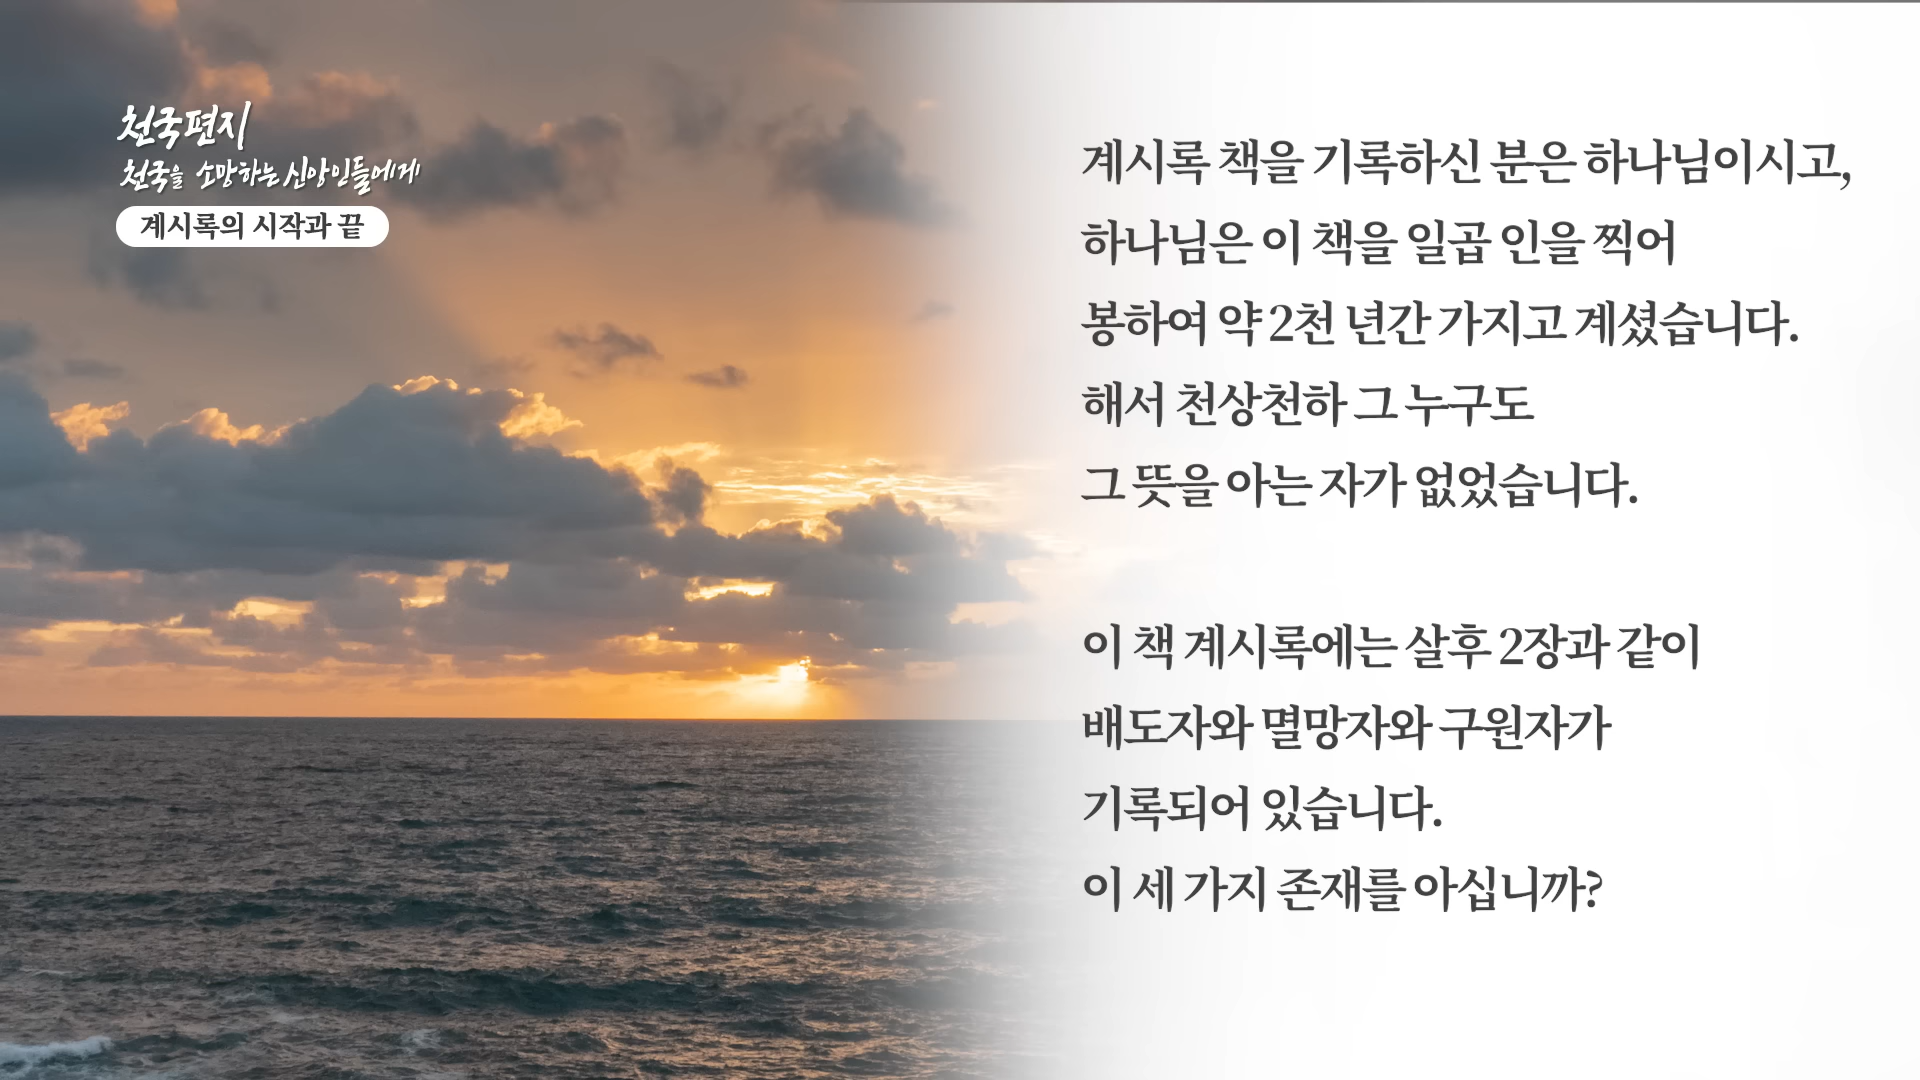 천국편지
천국을 소망하는 신앙인들에게
계시록의 시작과 끝
계시록 책을 기록하신 분은 하나님이시고,
하나님은 이 책을 일곱 인을 찍어
봉하여 약 2천 년간 가지고 계셨습니다.
해서 천상천하 그 누구도
그 뜻을 아는 자가 없었습니다.
이 책 계시록에는 살후 2장과 같이
배도자와 멸망자와 구원자가
기록되어 있습니다.
이 세 가지 존재를 아십니까?